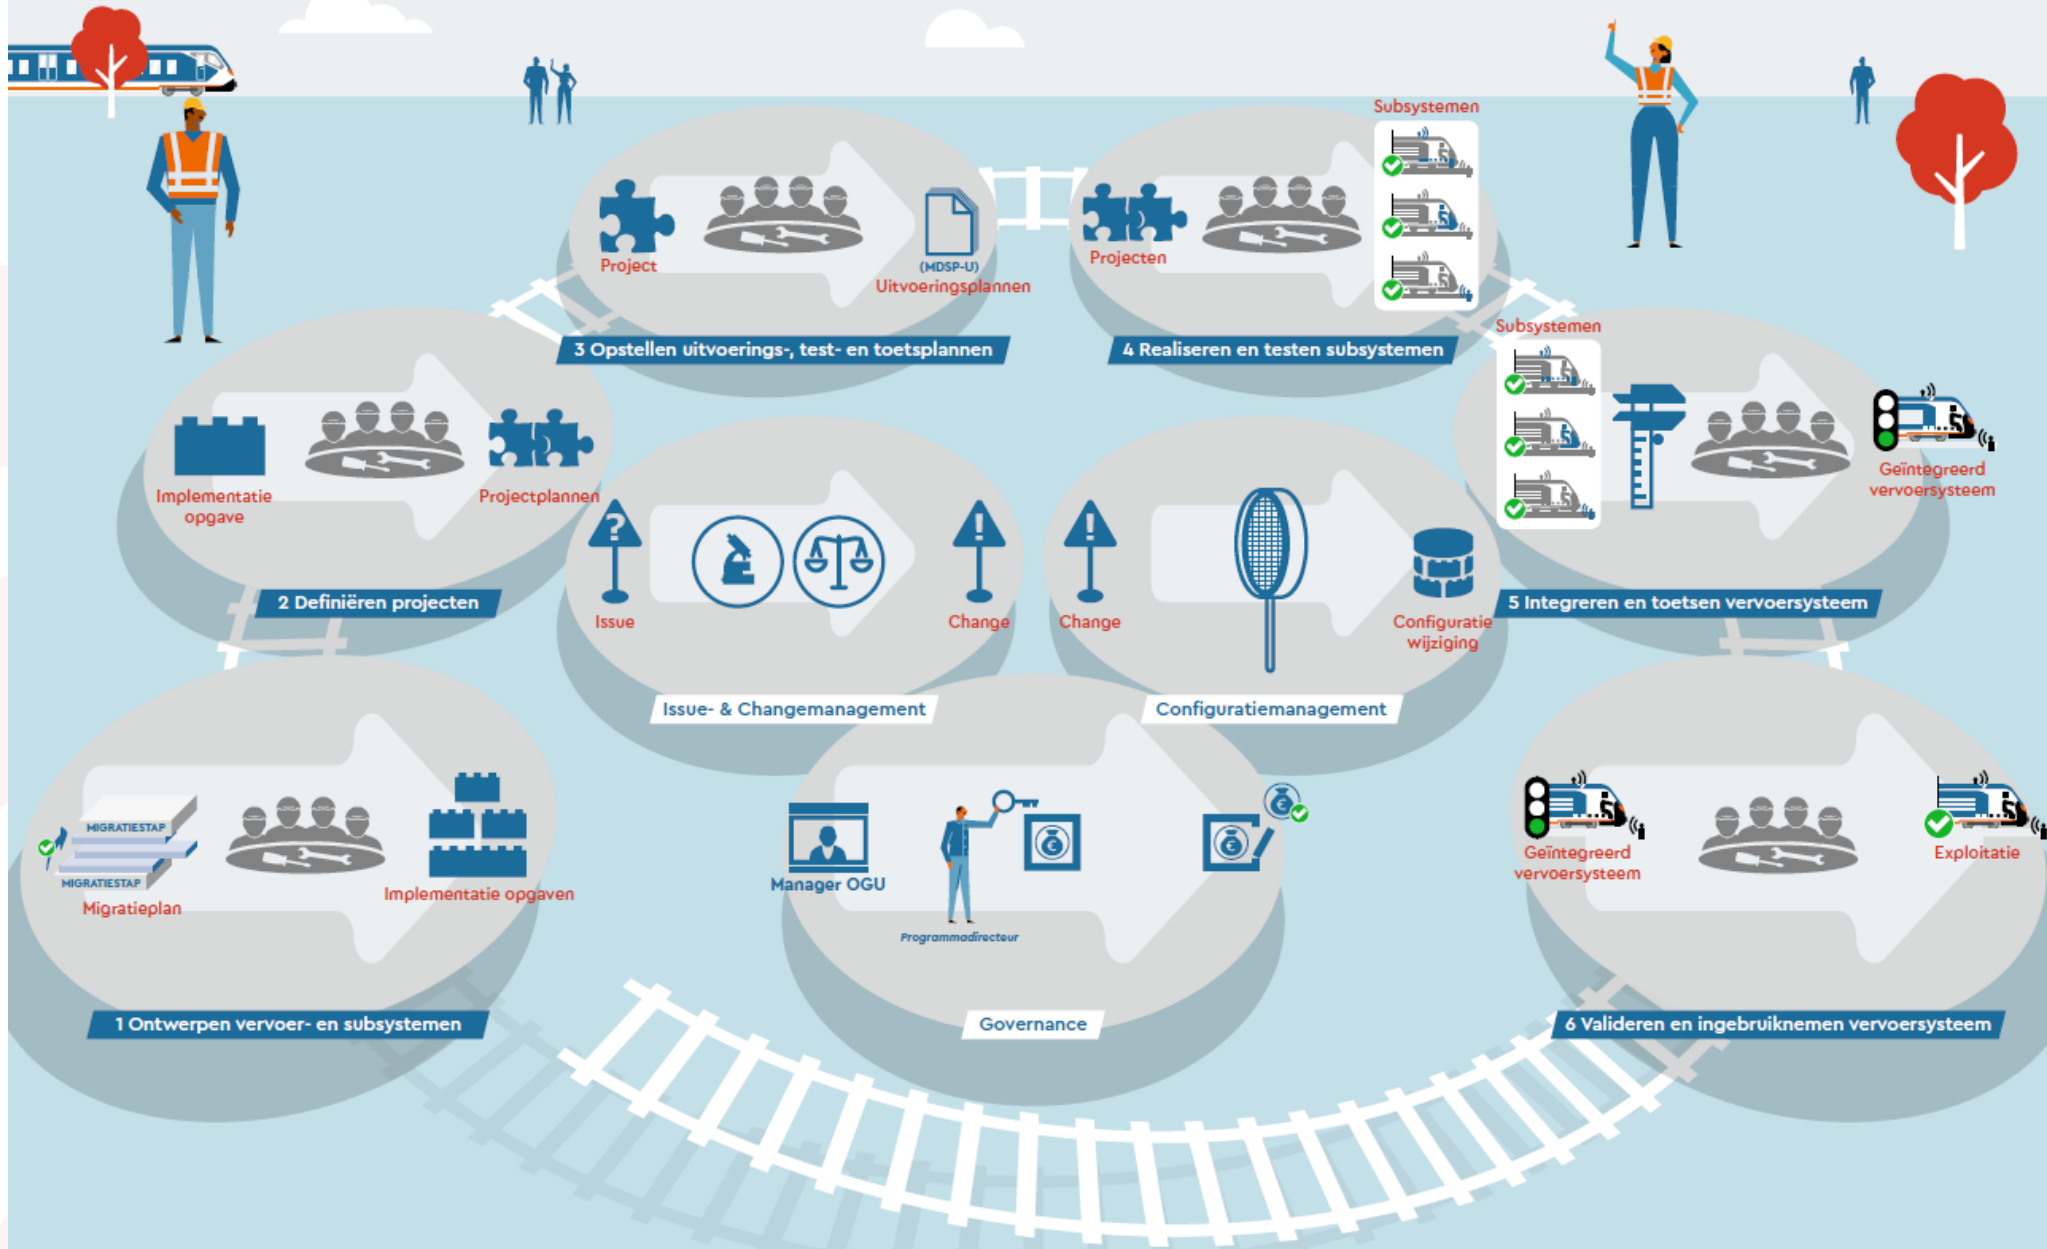 Subsystemen
Project
(MDSP-U)
Uitvoeringsplannen
3 Opstellen uitvoerings-, test- en toetsplannen
Projecten
4 Realiseren en testen subsystemen
Implementatie
opgave
Projectplannen
2 Definiëren projecten
Subsystemen
Geïntegreerd
vervoersysteem
5 Integreren en toetsen vervoersysteem
Issue
Change
Issue- & Changemanagement
Change
Configuratie
wijziging
Configuratiemanagement
MIGRATIESTAP
MIGRATIESTAP
Migratieplan
Implementatie opgaven
1 Ontwerpen vervoer- en subsystemen
Manager OGU
Programmadirecteur
Governance
Geïntegreerd
vervoersysteem
Exploitatie
6 Valideren en ingebruiknemen vervoersysteem